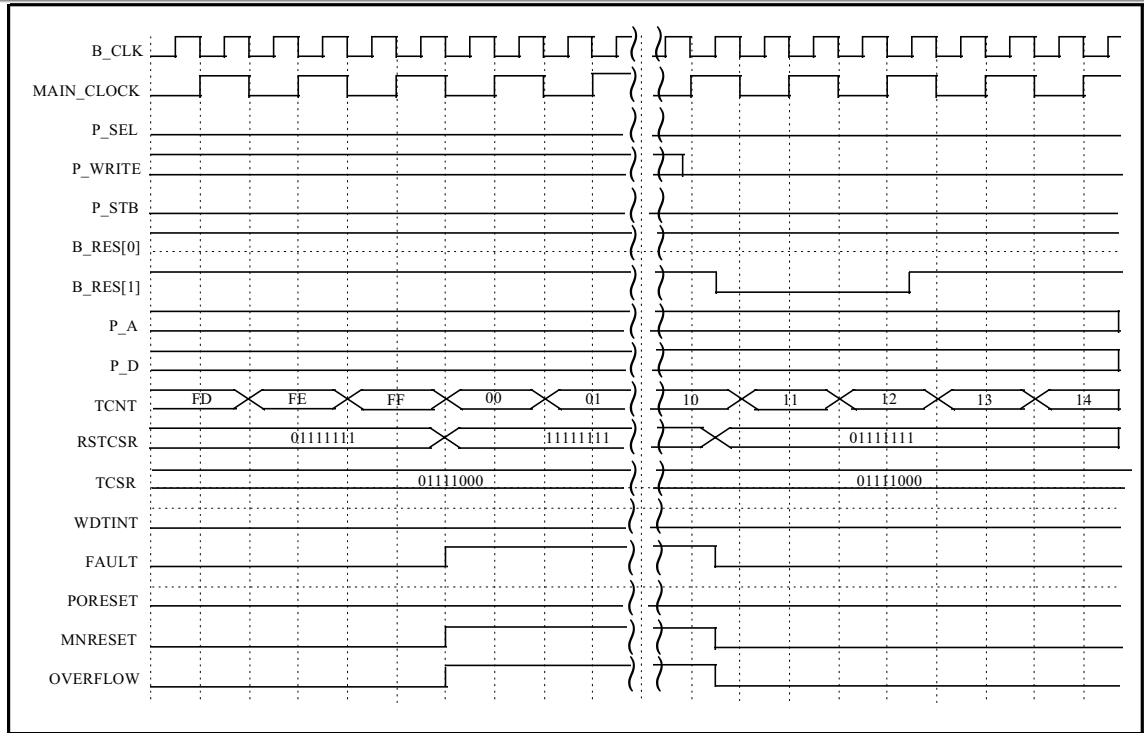 B_CLK
MAIN_CLOCK
P_SEL
P_WRITE
P_STB
B_RES[0]
B_RES[1]
P_A
P_D
TCNT FD FE FF 00 01 10 11 12 13 14
RSTCSR 01111111 11111111 01111111
TCSR 01111000 01111000
WDTINT
FAULT
PORESET
MNRESET
OVERFLOW